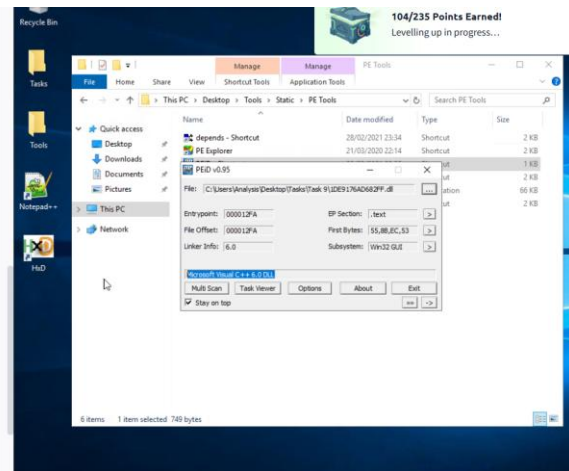 Recycle Bin
104/235 Points Earned!
Levelling up in progress…
Tasks
Tools
Notepad++
HxD
Manage Manage PE Tools
File Home Share View Shortcut Tools Application Tools
This PC > Desktop > Tools > Static > PE Tools
Search PE Tools
Name Date modified Type Size
Quick access
Desktop
Downloads
Documents
Pictures
This PC
Network
depends - Shortcut 28/02/2021 23:34 Shortcut 2 KB
PE Explorer 21/03/2020 22:14 Shortcut 2 KB
1 KB
2 KB
66 KB
2 KB
PEiD v0.95
File: C:\Users\Analysis\Desktop\Tasks\Task 9\1DE9176AD682FF.dll ...
Entrypoint: 000012FA EP Section: .text >
File Offset: 000012FA First Bytes: 55,8B,EC,53 >
Linker Info: 6.0 Subsystem: Win32 GUI >
Microsoft Visual C++ 6.0 DLL
Multi Scan Task Viewer Options About Exit
Stay on top ->
6 items 1 item selected 749 bytes